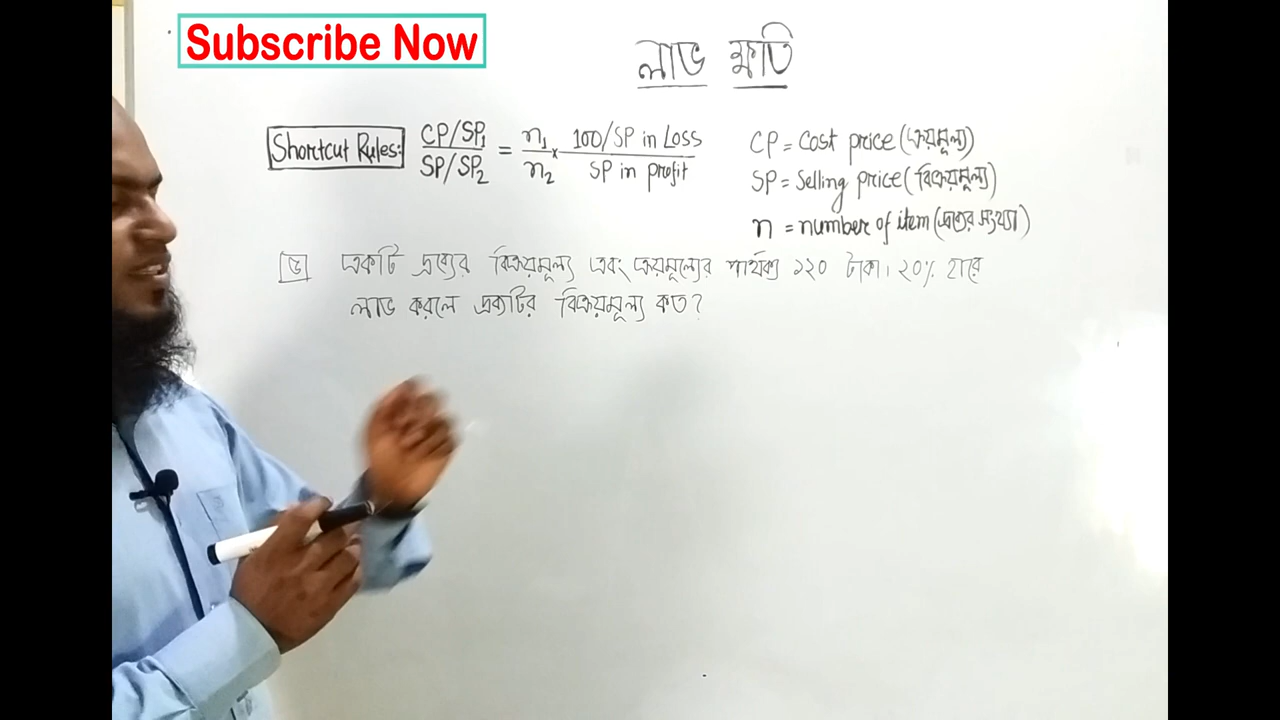 Subscribe Now
লাভ ক্ষতি
Shortcut Rules: CP/SP₁ / SP/SP₂ = n₁/n₂ × 100/SP in Loss / SP in profit
CP = Cost price (ক্রয়মূল্য)
SP = Selling price (বিক্রয়মূল্য)
n = number of item (দ্রব্যের সংখ্যা)
৬ একটি দ্রব্যের বিক্রয়মূল্য এবং ক্রয়মূল্যের পার্থক্য ১২০ টাকা। ২০% হারে
লাভ করলে দ্রব্যটির বিক্রয়মূল্য কত?